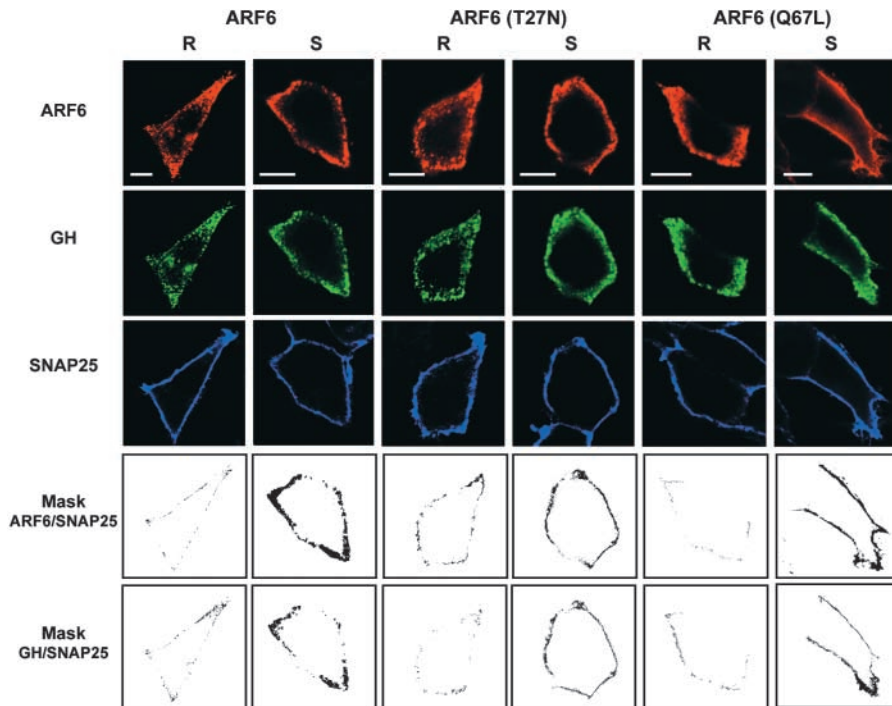 ARF6 ARF6 (T27N) ARF6 (Q67L)
R S R S R S
ARF6
GH
SNAP25
Mask
ARF6/SNAP25
Mask
GH/SNAP25